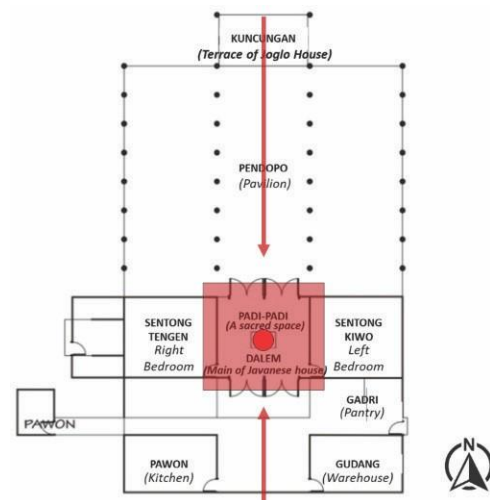 KUNCUNGAN
(Terrace of Joglo House)
PENDOPO
(Pavilion)
PADI-PADI
(A sacred space)
DALEM
(Main of Javanese house)
SENTONG
TENGEN
Right
Bedroom
SENTONG
KIWO
Left
Bedroom
GADRI
(Pantry)
PAWON
PAWON
(Kitchen)
GUDANG
(Warehouse)
N